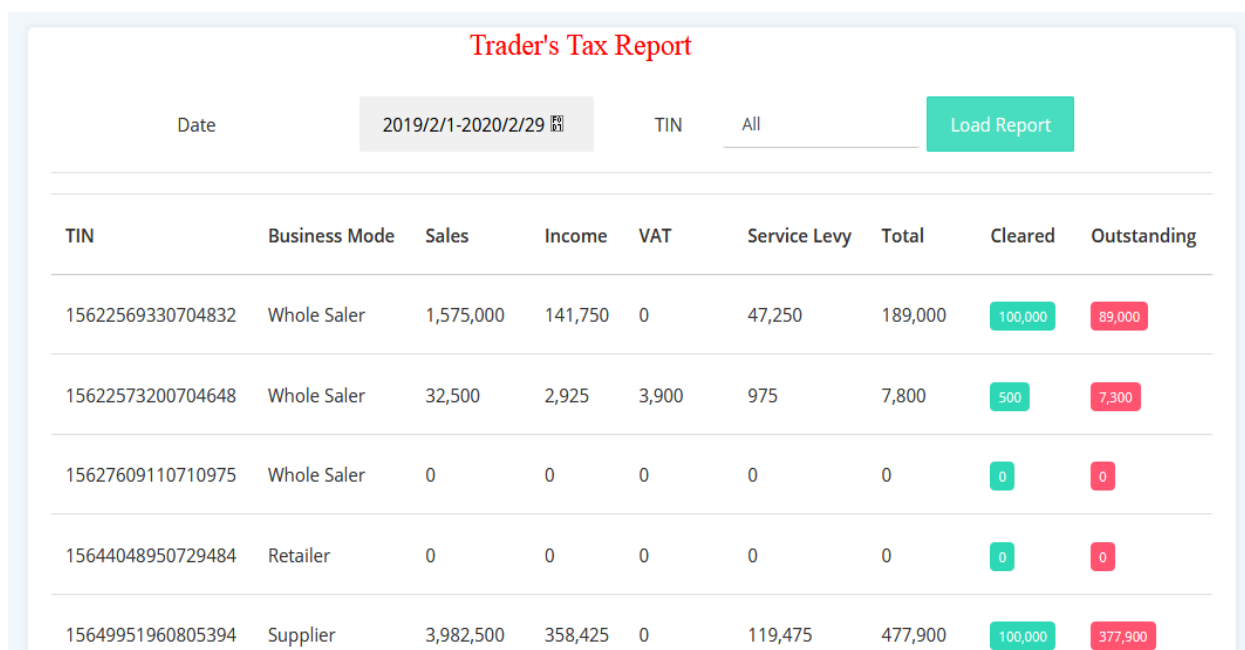 Trader's Tax Report
Date 2019/2/1-2020/2/29 TIN All Load Report
TIN Business Mode Sales Income VAT Service Levy Total Cleared Outstanding
15622569330704832 Whole Saler 1,575,000 141,750 0 47,250 189,000 100,000 89,000
15622573200704648 Whole Saler 32,500 2,925 3,900 975 7,800 500 7,300
15627609110710975 Whole Saler 0 0 0 0 0 0 0
15644048950729484 Retailer 0 0 0 0 0 0 0
15649951960805394 Supplier 3,982,500 358,425 0 119,475 477,900 100,000 377,900